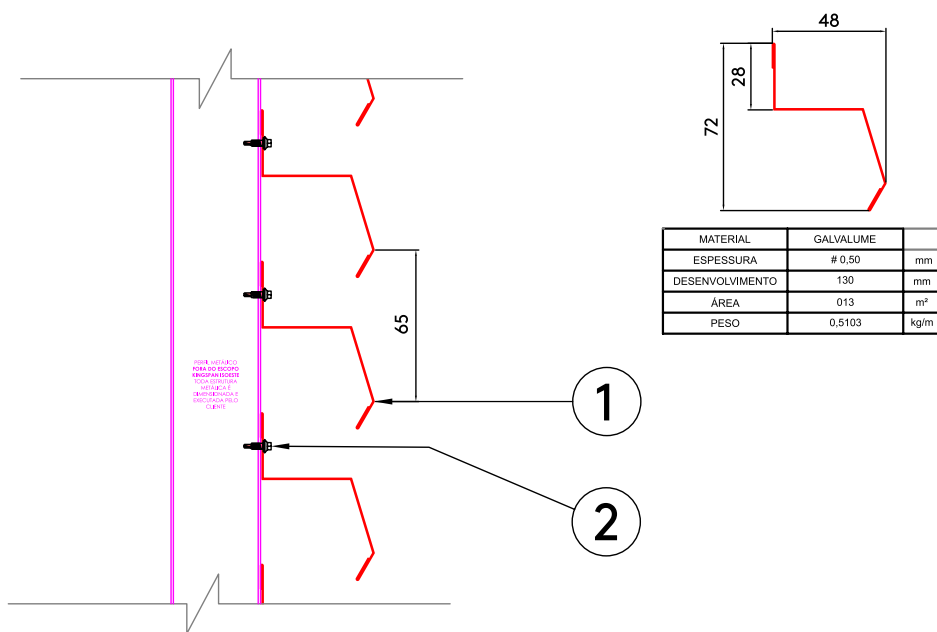 48
28
72
MATERIAL GALVALUME
ESPESSURA # 0,50 mm
DESENVOLVIMENTO 130 mm
ÁREA 013 m²
PESO 0,5103 kg/m
65
PERFIL METÁLICO
FORA DO ESCOPO
KINGSPAN ISOESTE.
TODA ESTRUTURA
METÁLICA É
DIMENSIONADA E
EXECUTADA PELO
CLIENTE
1
2